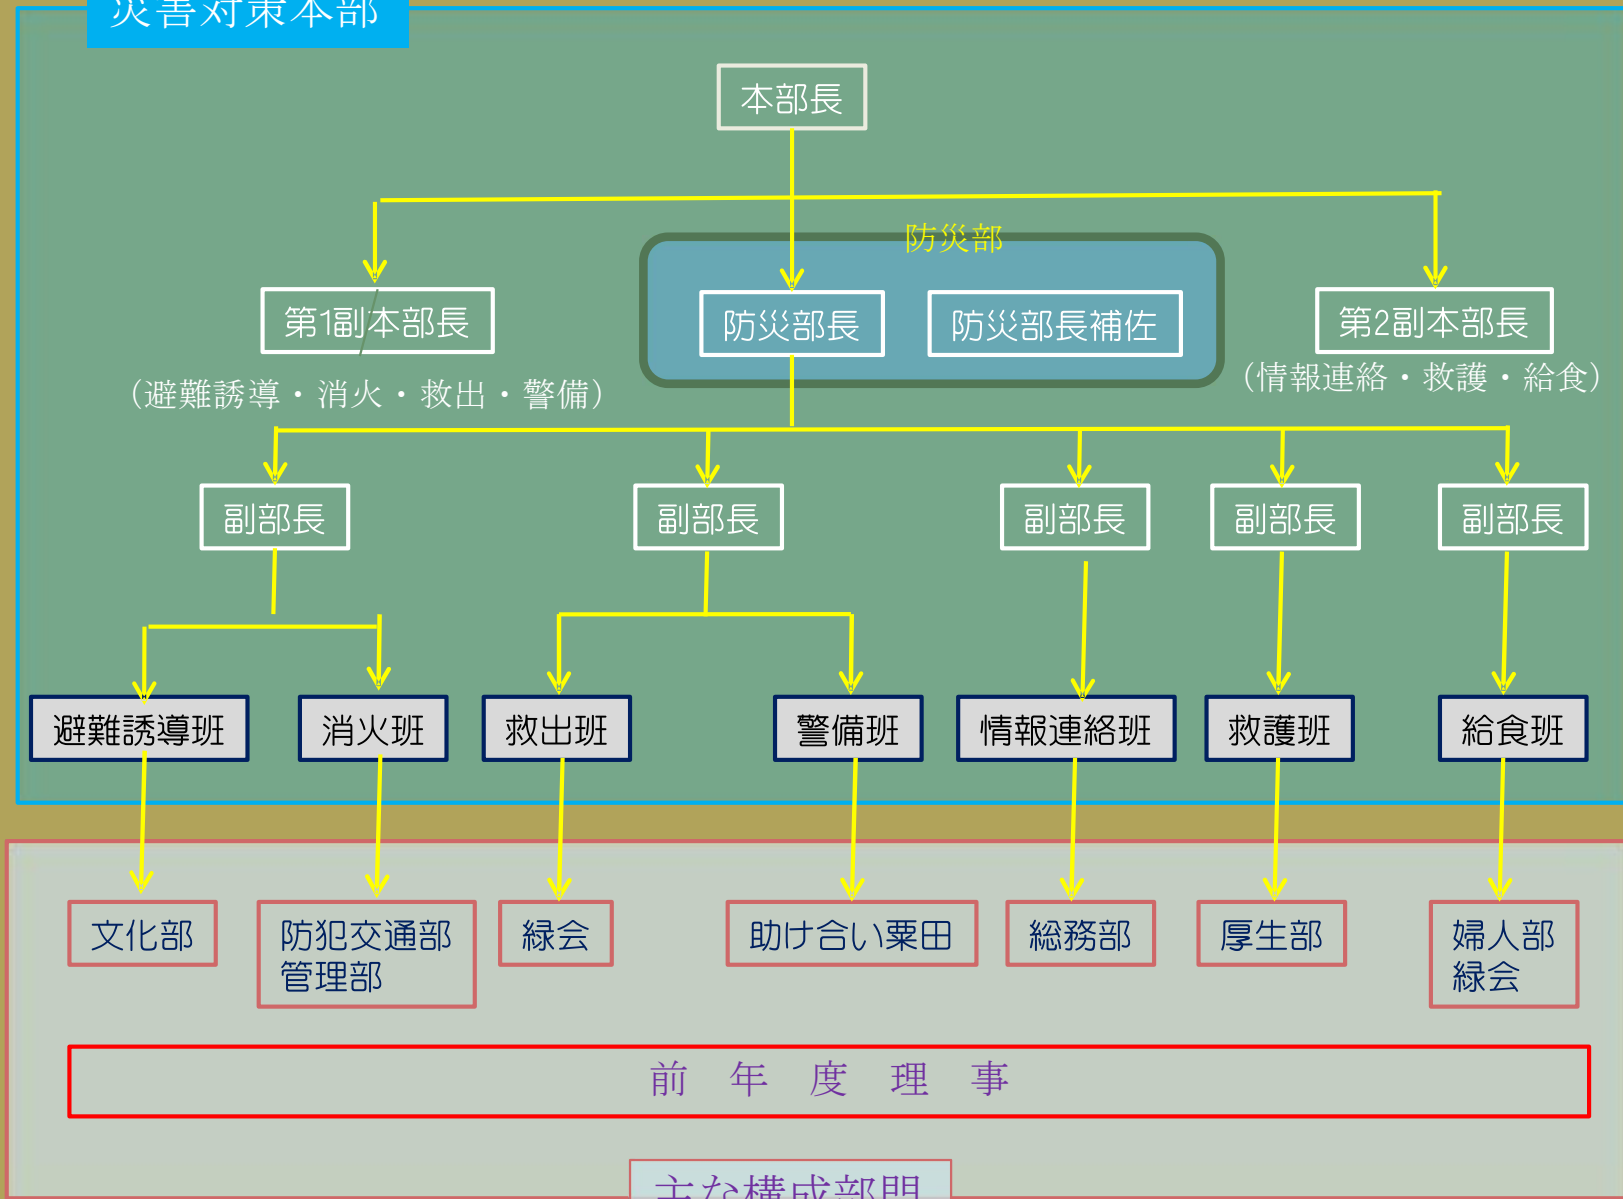 災害対策本部
本部長
防災部
第1副本部長
防災部長
防災部長補佐
第2副本部長
（避難誘導・消火・救出・警備）
（情報連絡・救護・給食）
副部長
副部長
副部長
副部長
副部長
避難誘導班
消火班
救出班
警備班
情報連絡班
救護班
給食班
文化部
防犯交通部
管理部
緑会
助け合い粟田
総務部
厚生部
婦人部
緑会
前　年　度　理　事
主な構成部門